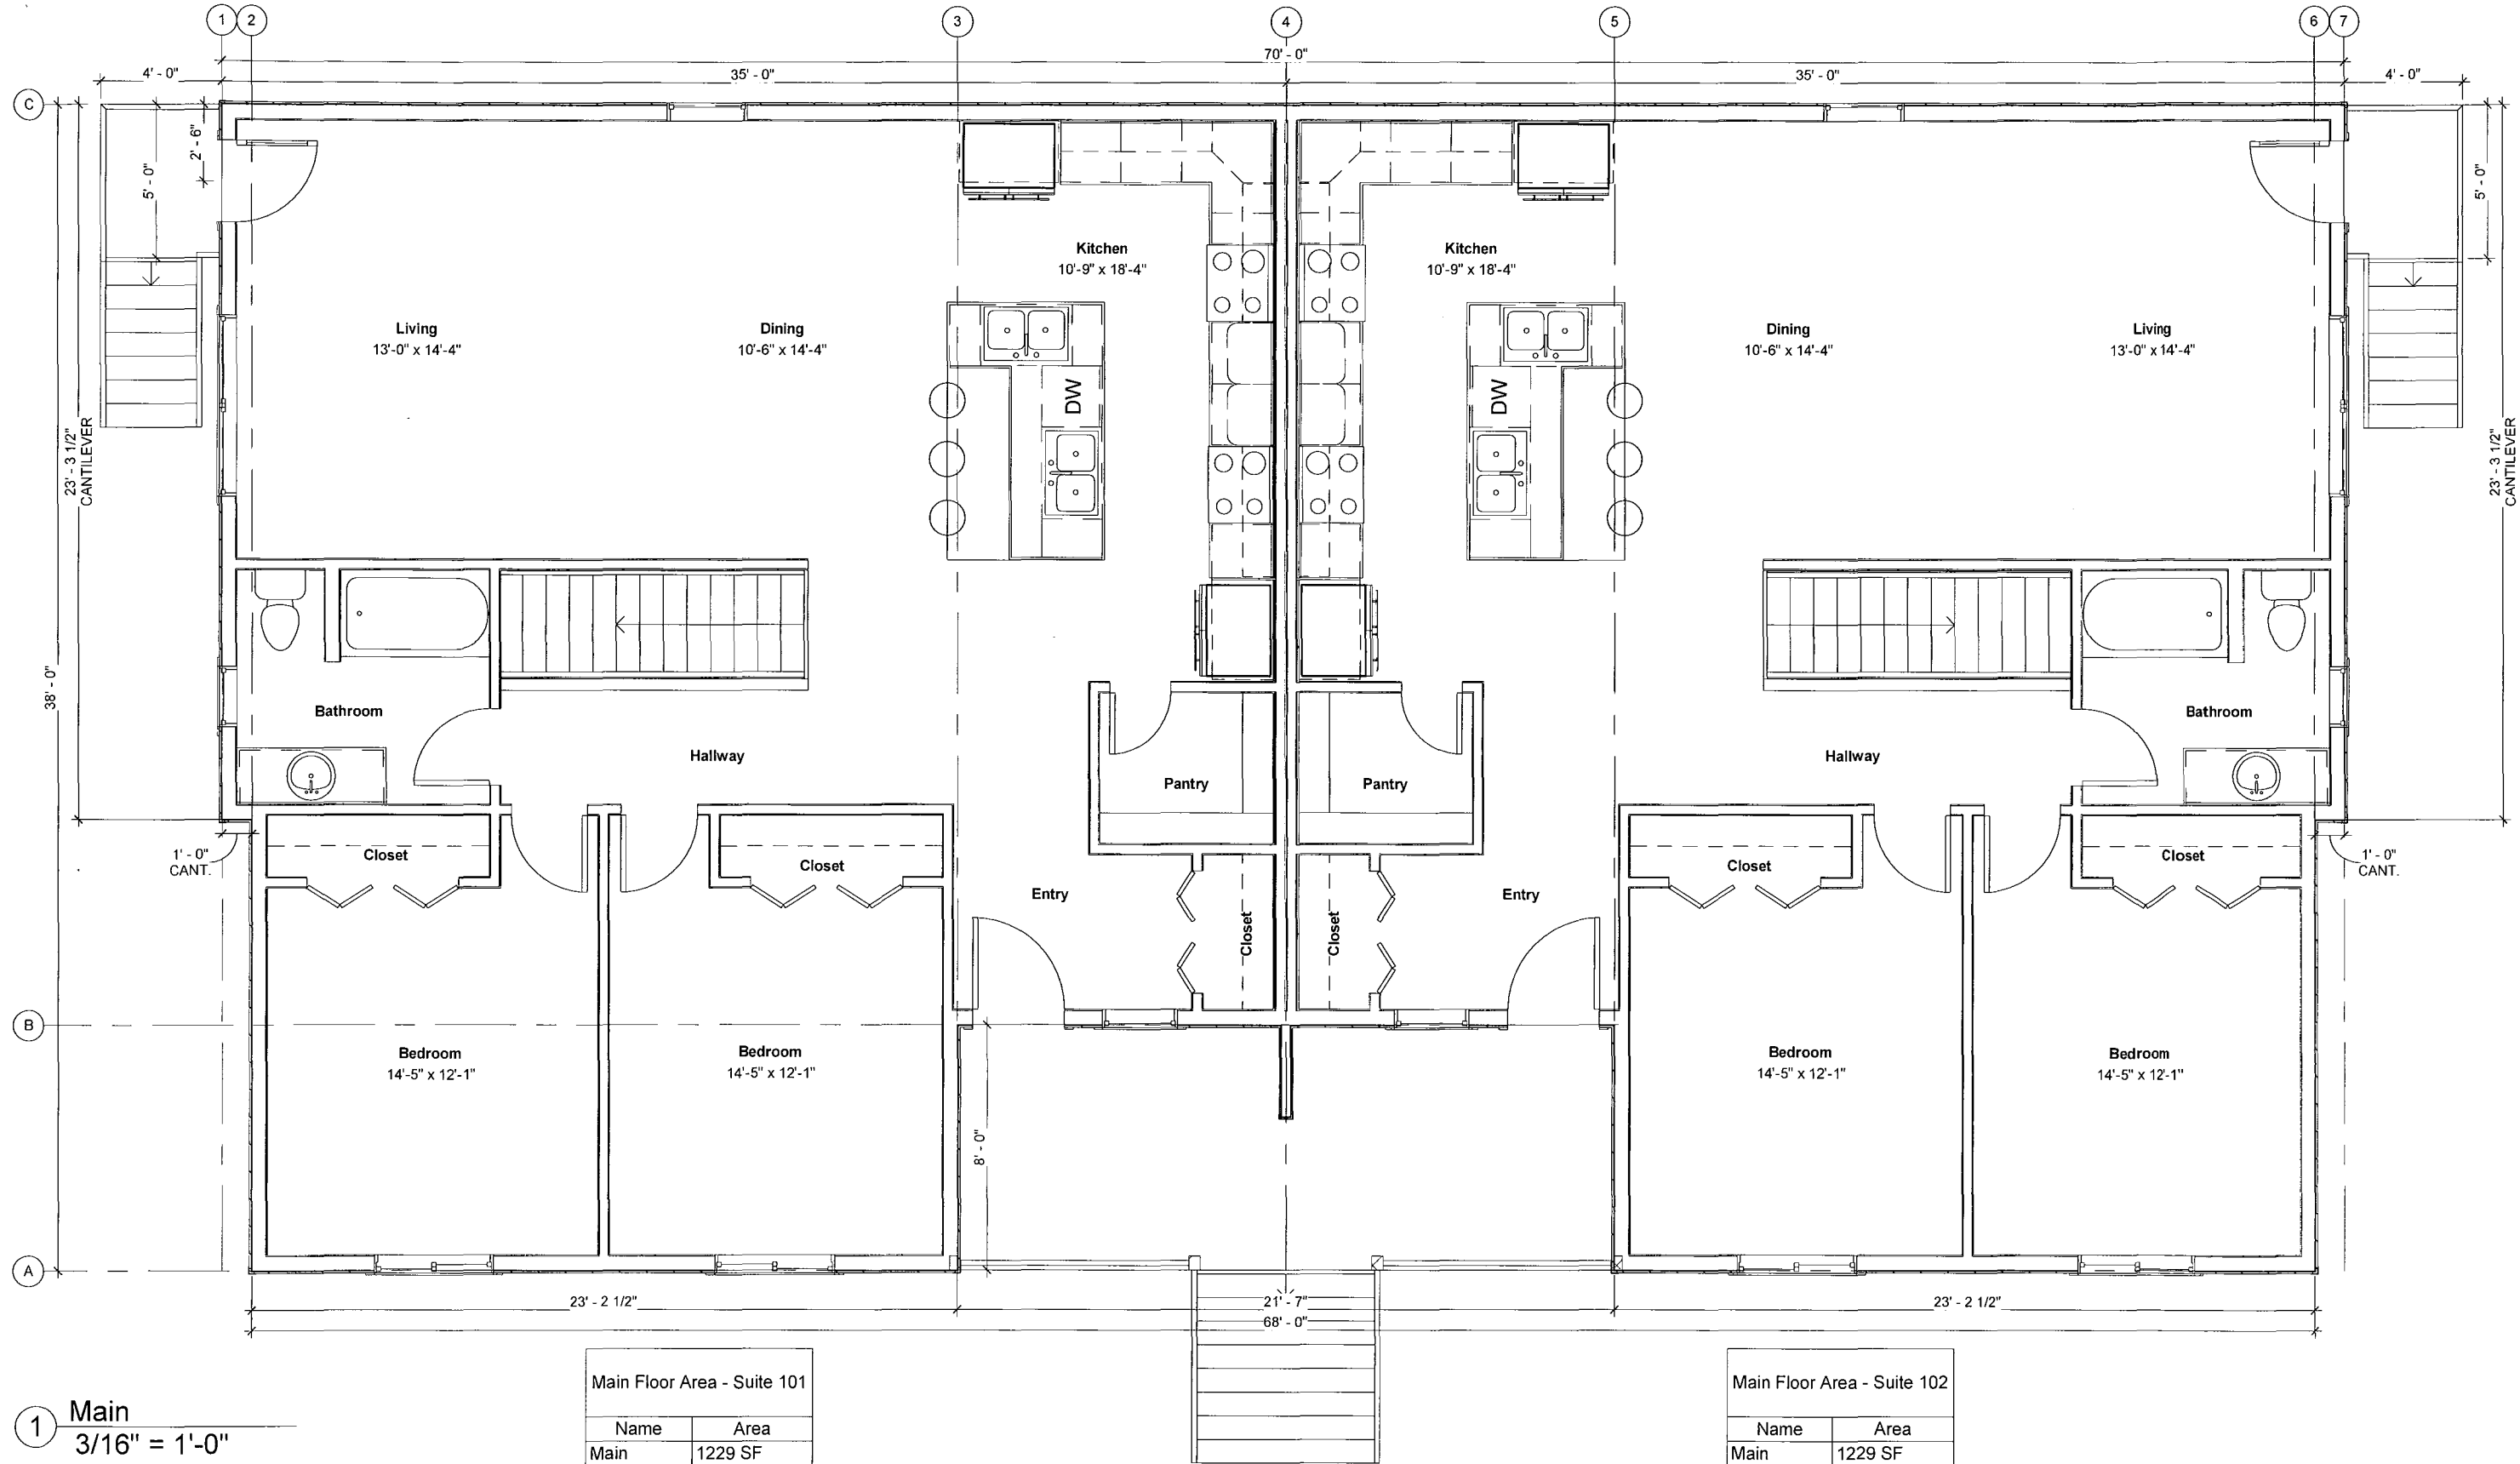 1 2 3 4 5 6 7
70' - 0"
4' - 0" 35' - 0" 35' - 0" 4' - 0"
C
2' - 6"
5' - 0"
5' - 0"
Kitchen
10'-9" x 18'-4"
Kitchen
10'-9" x 18'-4"
Living
13'-0" x 14'-4"
Dining
10'-6" x 14'-4"
Dining
10'-6" x 14'-4"
Living
13'-0" x 14'-4"
DW
DW
23' - 3 1/2"
CANTILEVER
23' - 3 1/2"
CANTILEVER
38' - 0"
Bathroom
Hallway
Pantry
Pantry
Hallway
Bathroom
1' - 0"
CANT.
Closet
Closet
Entry
Closet
Closet
Entry
Closet
Closet
1' - 0"
CANT.
B
Bedroom
14'-5" x 12'-1"
Bedroom
14'-5" x 12'-1"
8' - 0"
Bedroom
14'-5" x 12'-1"
Bedroom
14'-5" x 12'-1"
A
23' - 2 1/2" 21' - 7" 23' - 2 1/2"
68' - 0"
1 Main
3/16" = 1'-0"
Main Floor Area - Suite 101
Name Area
Main 1229 SF
Main Floor Area - Suite 102
Name Area
Main 1229 SF